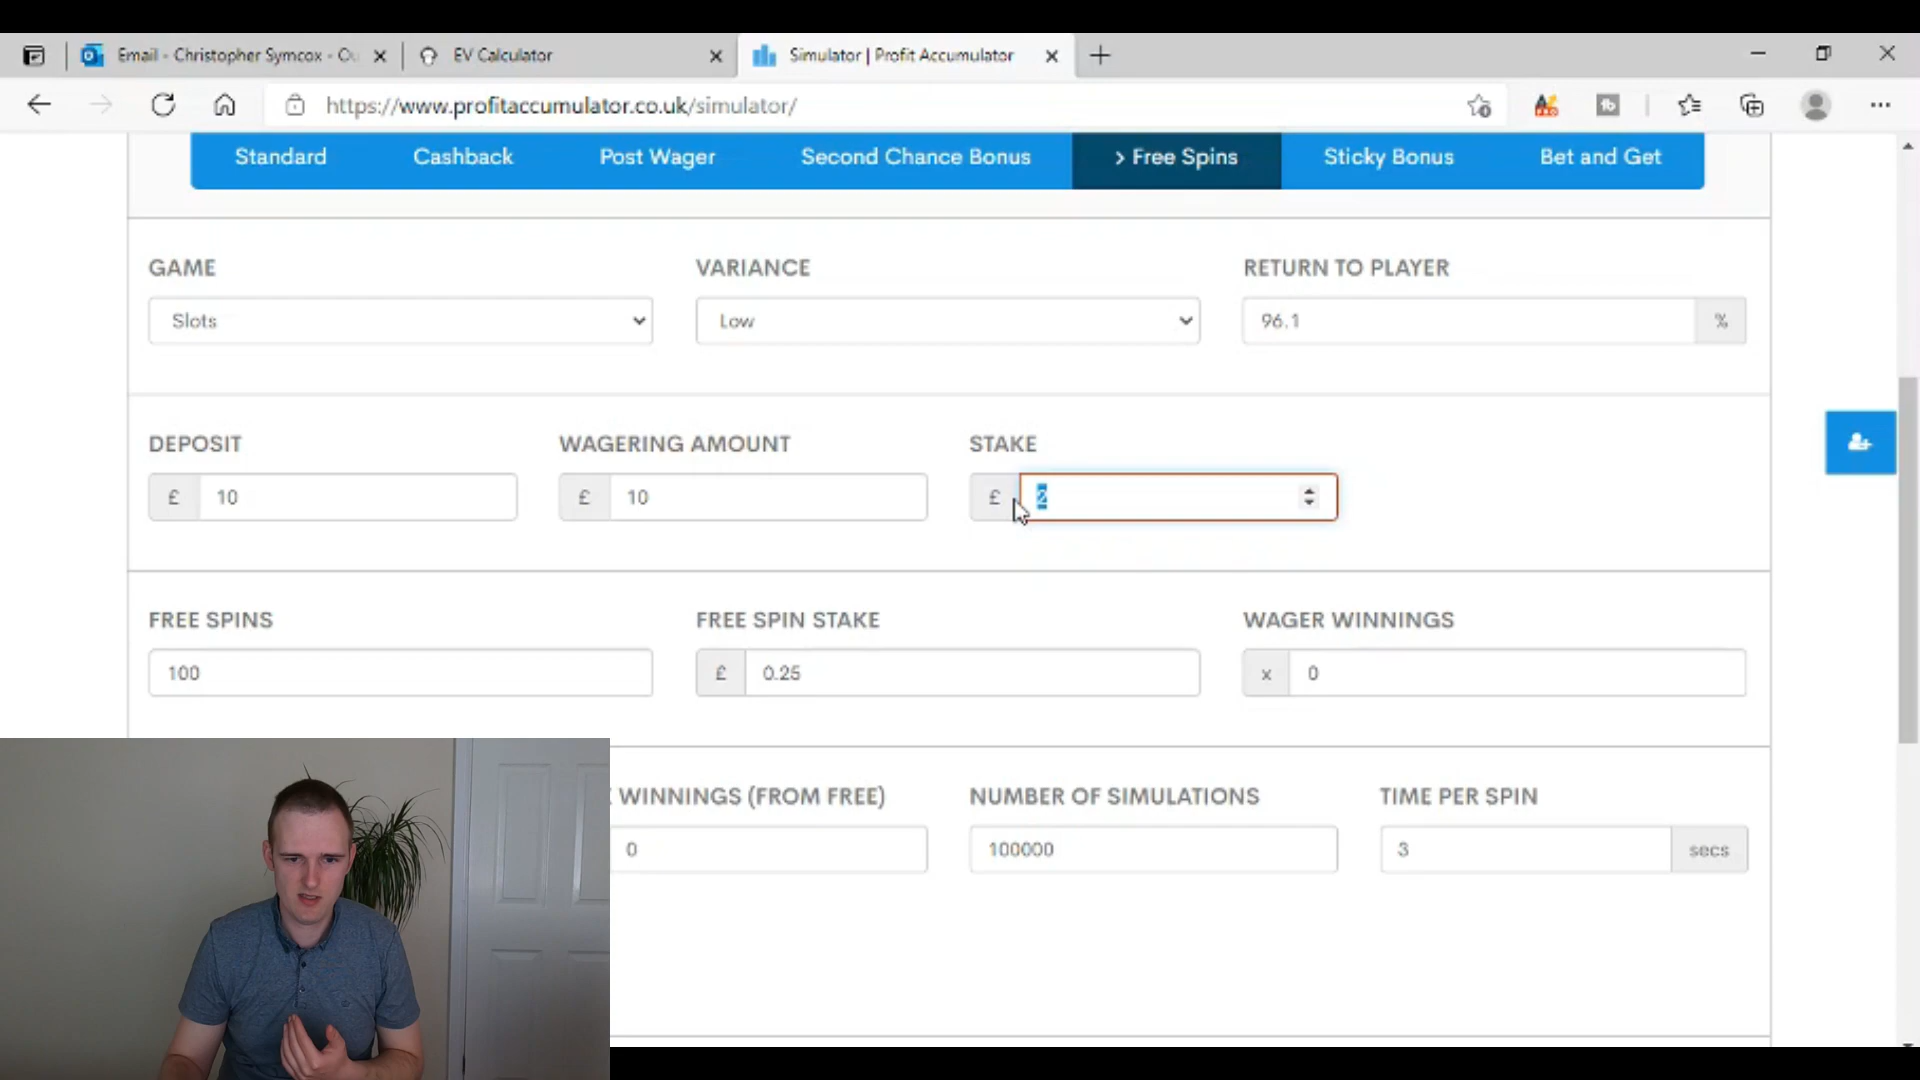 Email - Christopher Symcox - Ou
EV Calculator
Simulator | Profit Accumulator
https://www.profitaccumulator.co.uk/simulator/
Standard
Cashback
Post Wager
Second Chance Bonus
> Free Spins
Sticky Bonus
Bet and Get
GAME
VARIANCE
RETURN TO PLAYER
Slots
Low
96.1
%
DEPOSIT
WAGERING AMOUNT
STAKE
£ 10
£ 10
£ 2
FREE SPINS
FREE SPIN STAKE
WAGER WINNINGS
100
£ 0.25
x 0
WINNINGS (FROM FREE)
NUMBER OF SIMULATIONS
TIME PER SPIN
0
100000
3
secs